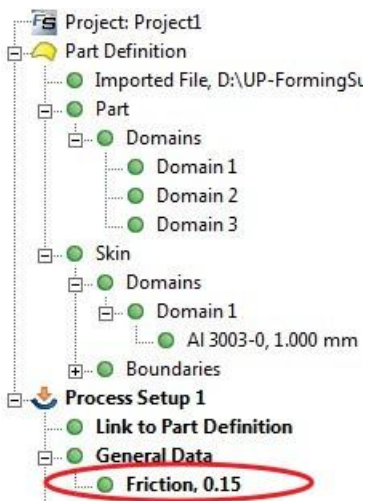 FS Project: Project1
Part Definition
Imported File, D:\UP-FormingSu
Part
Domains
Domain 1
Domain 2
Domain 3
Skin
Domains
Domain 1
Al 3003-0, 1.000 mm
Boundaries
Process Setup 1
Link to Part Definition
General Data
Friction, 0.15